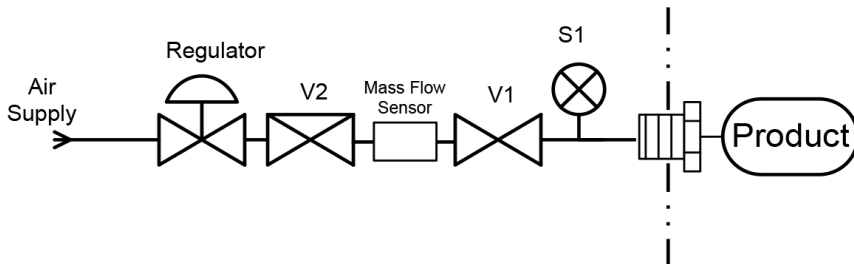 Air
Supply
Regulator
V2
Mass Flow
Sensor
V1
S1
Product